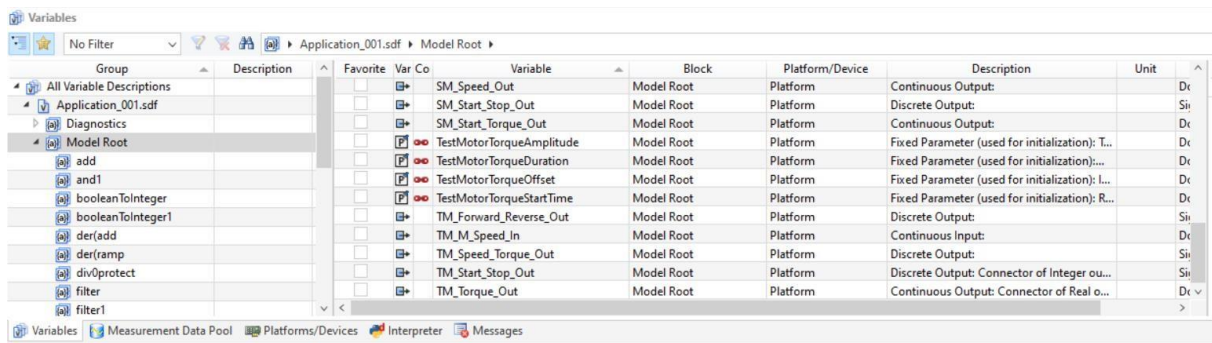 Variables
No Filter Application_001.sdf Model Root
Group Description Favorite Var Co Variable Block Platform/Device Description Unit
All Variable Descriptions SM_Speed_Out Model Root Platform Continuous Output:
Application_001.sdf SM_Start_Stop_Out Model Root Platform Discrete Output:
Diagnostics SM_Start_Torque_Out Model Root Platform Continuous Output:
Model Root P TestMotorTorqueAmplitude Model Root Platform Fixed Parameter (used for initialization): T...
add P TestMotorTorqueDuration Model Root Platform Fixed Parameter (used for initialization):...
and1 P TestMotorTorqueOffset Model Root Platform Fixed Parameter (used for initialization): I...
booleanToInteger P TestMotorTorqueStartTime Model Root Platform Fixed Parameter (used for initialization): R...
booleanToInteger1 TM_Forward_Reverse_Out Model Root Platform Discrete Output:
der(add TM_M_Speed_In Model Root Platform Continuous Input:
der(ramp TM_Speed_Torque_Out Model Root Platform Discrete Output:
div0protect TM_Start_Stop_Out Model Root Platform Discrete Output: Connector of Integer ou...
filter TM_Torque_Out Model Root Platform Continuous Output: Connector of Real o...
filter1
Variables Measurement Data Pool Platforms/Devices Interpreter Messages